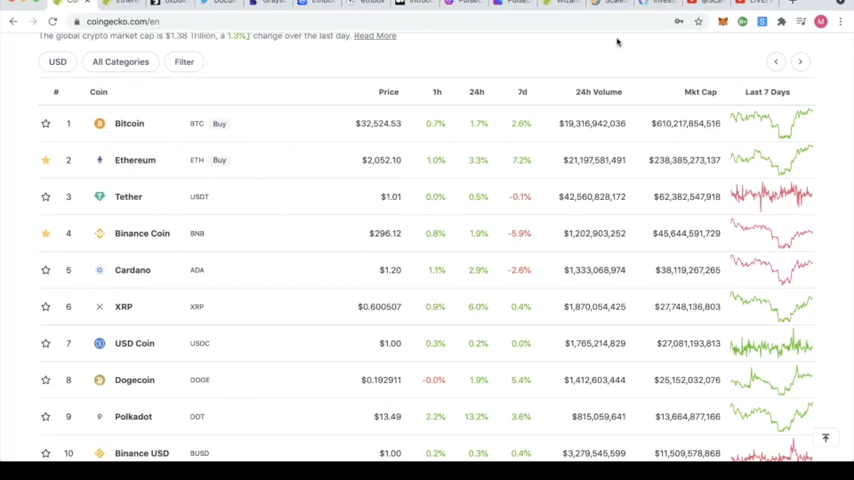 Ethere
Docum
Grays
Ethbo
ethbox
Introd
Pulse
Pulse
Wizar
Scale
Invest
LIVE!
coingecko.com/en
M
The global crypto market cap is $1.38 Trillion, a 1.3% change over the last day. Read More
USD All Categories Filter
# Coin Price 1h 24h 7d 24h Volume Mkt Cap Last 7 Days
1 Bitcoin BTC Buy $32,524.53 0.7% 1.7% 2.6% $19,316,942,036 $610,217,854,516
2 Ethereum ETH Buy $2,052.10 1.0% 3.3% 7.2% $21,197,581,491 $238,385,273,137
3 Tether USDT $1.01 0.0% 0.5% -0.1% $42,560,828,172 $62,382,547,918
4 Binance Coin BNB $296.12 0.8% 1.9% -5.9% $1,202,903,252 $45,644,591,729
5 Cardano ADA $1.20 1.1% 2.9% -2.6% $1,333,068,974 $38,119,267,265
6 XRP XRP $0.600507 0.9% 6.0% 0.4% $1,870,054,425 $27,748,136,803
7 USD Coin USDC $1.00 0.3% 0.2% 0.0% $1,765,214,829 $27,081,193,813
8 Dogecoin DOGE $0.192911 -0.0% 1.9% 5.4% $1,412,603,444 $25,152,032,076
9 Polkadot DOT $13.49 2.2% 13.2% 3.6% $815,059,641 $13,664,877,166
10 Binance USD BUSD $1.00 0.2% 0.3% 0.4% $3,279,545,599 $11,509,578,868